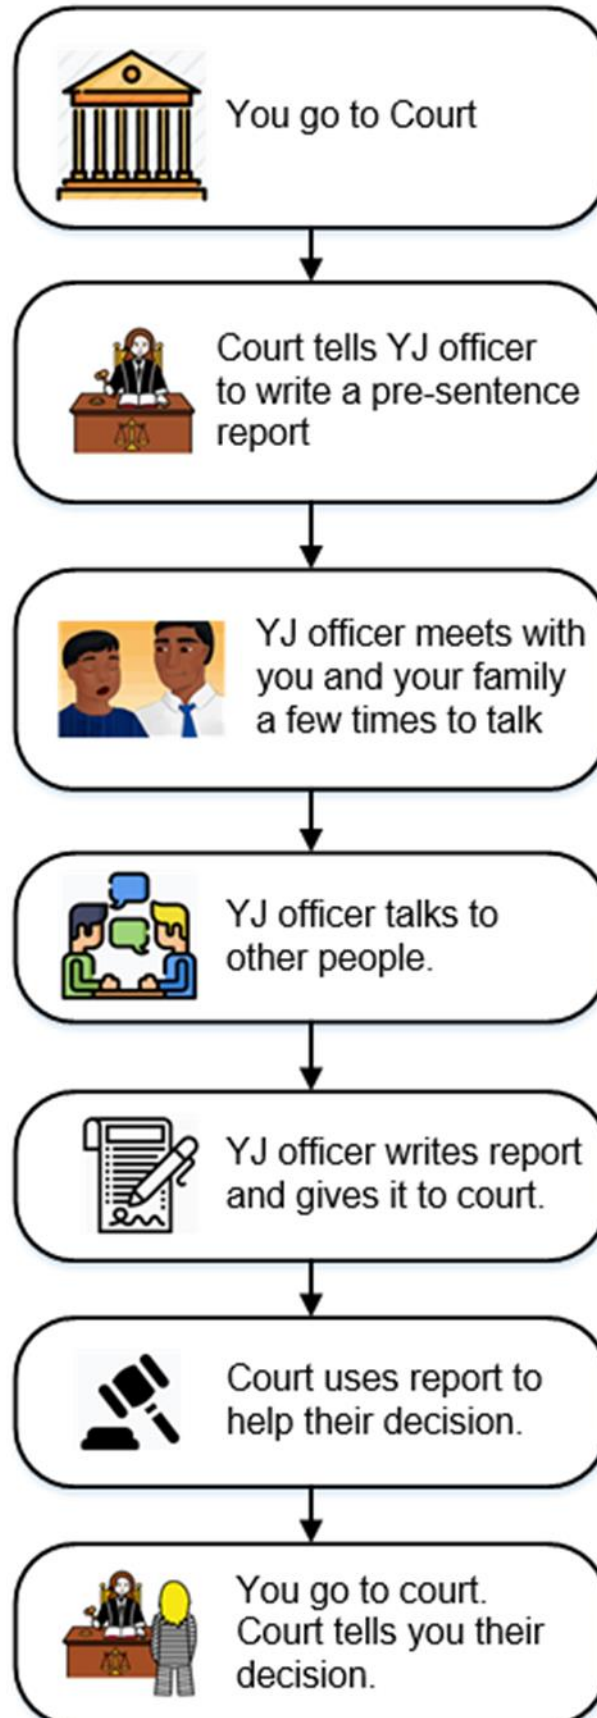 You go to Court
Court tells YJ officer
to write a pre-sentence
report
YJ officer meets with
you and your family
a few times to talk
YJ officer talks to
other people.
YJ officer writes report
and gives it to court.
Court uses report to
help their decision.
You go to court.
Court tells you their
decision.